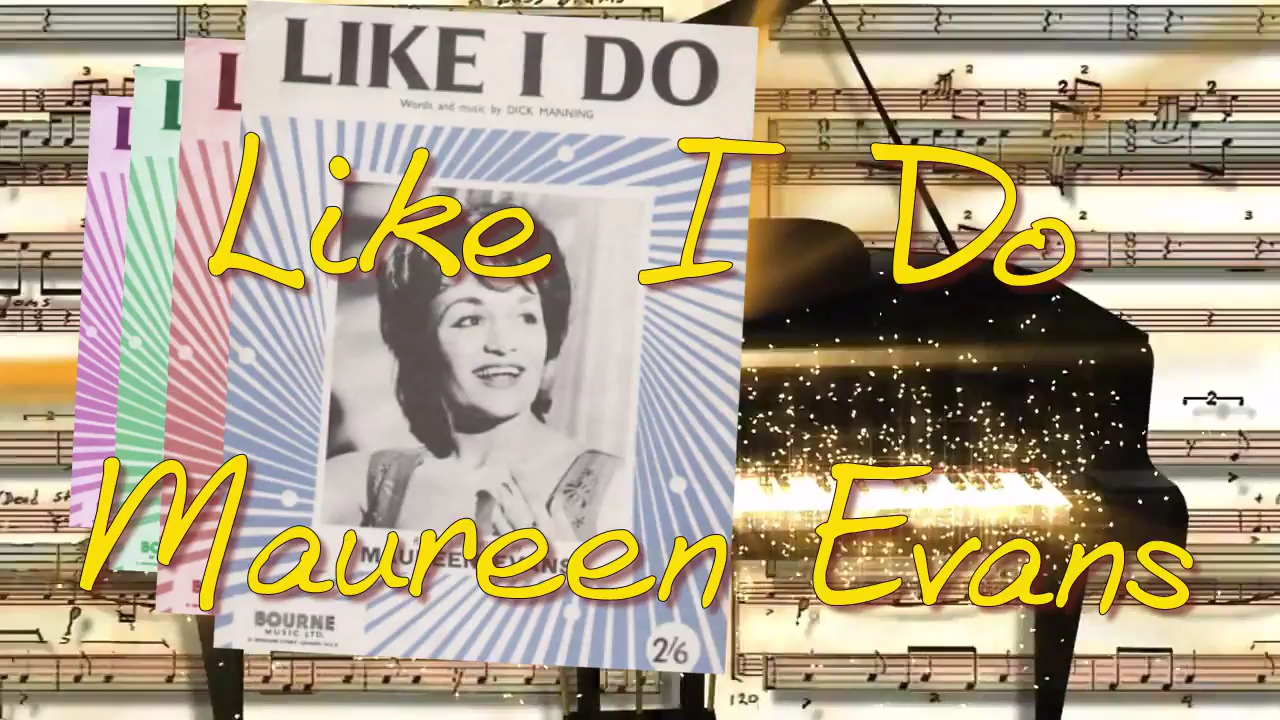 LIKE I DO
Words and music by DICK MANNING
Like I Do
MAUREEN EVANS
Maureen Evans
BOURNE
MUSIC LTD.
2/6
120